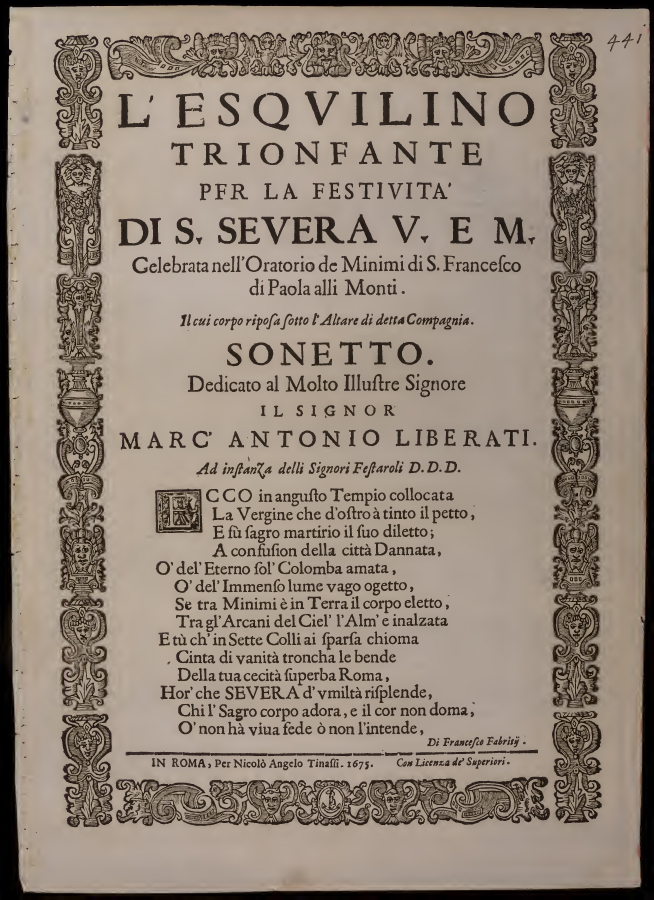 441
L'ESQVILINO
TRIONFANTE
PER LA FESTIVITA'
DI S. SEVERA V. E M.
Celebrata nell'Oratorio de Minimi di S. Franceſco
di Paola alli Monti.
Il cui corpo ripoſa ſotto l'Altare di detta Compagnia.
SONETTO.
Dedicato al Molto Illuſtre Signore
IL SIGNOR
MARC' ANTONIO LIBERATI.
Ad inſtanza delli Signori Feſtaroli D. D. D.
ECCO in anguſto Tempio collocata
La Vergine che d'oſtro à tinto il petto,
E fù ſagro martirio il ſuo diletto;
A confuſion della città Dannata,
O' del' Eterno ſol' Colomba amata,
O' del' Immenſo lume vago ogetto,
Se tra Minimi è in Terra il corpo eletto,
Tra gl'Arcani del Ciel' l'Alm' e inalzata
E tù ch' in Sette Colli ai ſparſa chioma
Cinta di vanità troncha le bende
Della tua cecità ſuperba Roma,
Hor' che SEVERA d'vmiltà riſplende,
Chi l' Sagro corpo adora, e il cor non doma,
O' non hà viua fede ò non l'intende,
Di Franceſco Fabritij.
IN ROMA, Per Nicolò Angelo Tinaſſi. 1675. Con Licenza de' Superiori.